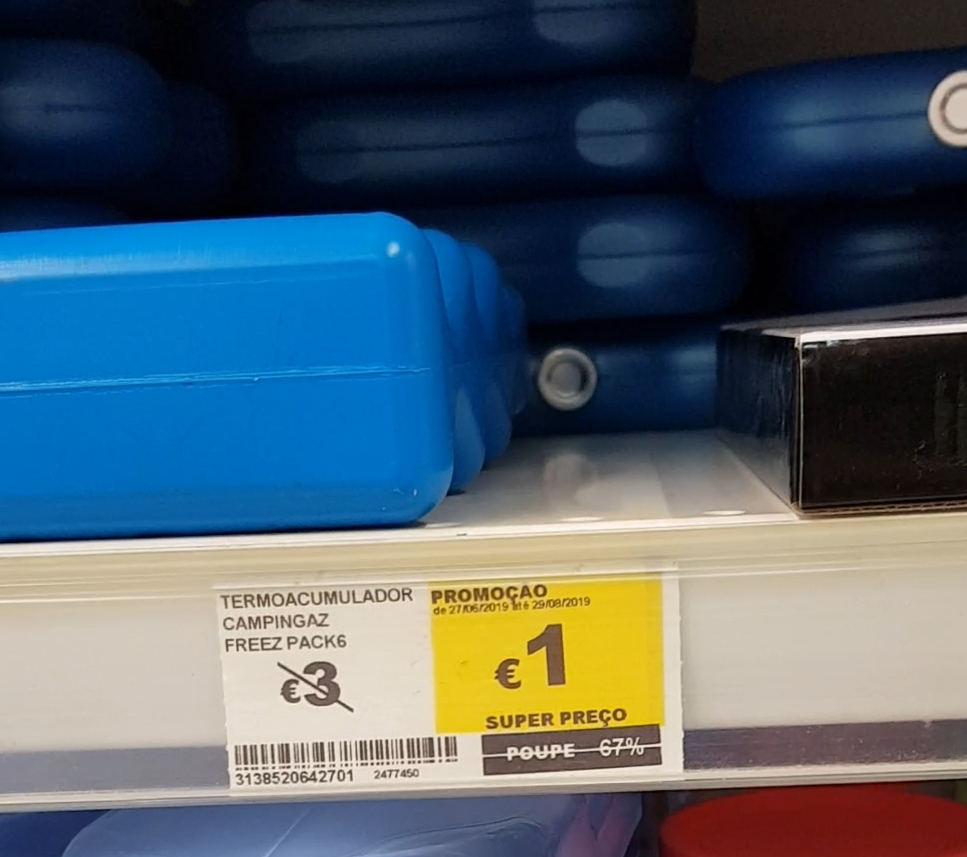 TERMOACUMULADOR
CAMPINGAZ
FREEZ PACK6
€3
3138520642701 2477450
PROMOÇÃO
de 27/06/2019 até 29/08/2019
€1
SUPER PREÇO
POUPE 67%